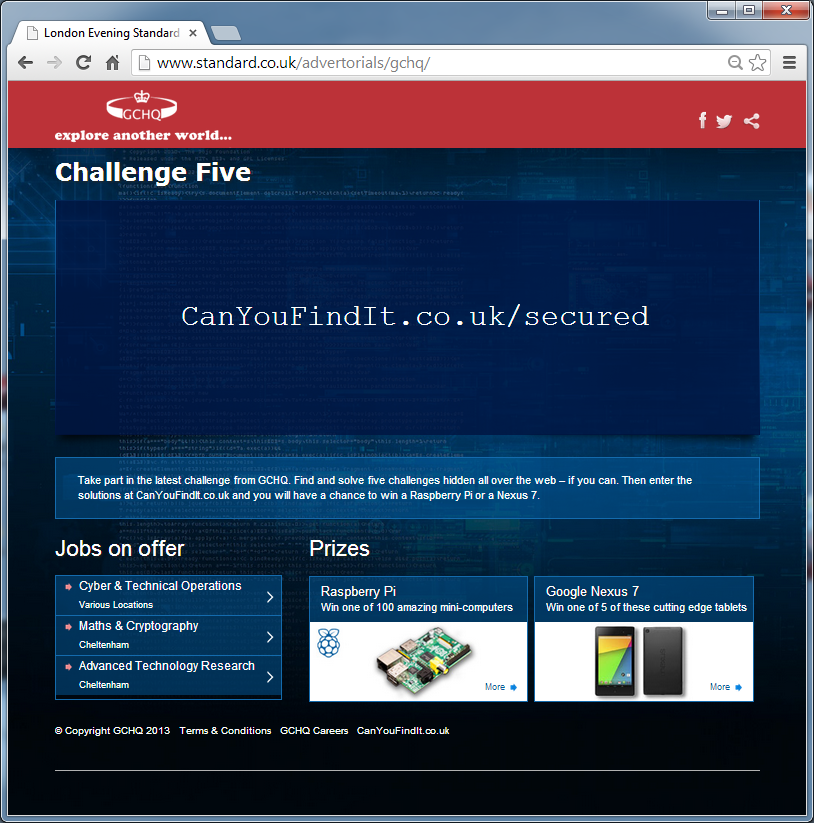 London Evening Standard
www.standard.co.uk/advertorials/gchq/
GCHQ
explore another world...
Challenge Five
CanYouFindIt.co.uk/secured
Take part in the latest challenge from GCHQ. Find and solve five challenges hidden all over the web – if you can. Then enter the
solutions at CanYouFindIt.co.uk and you will have a chance to win a Raspberry Pi or a Nexus 7.
Jobs on offer
Prizes
Cyber & Technical Operations
Various Locations
Maths & Cryptography
Cheltenham
Advanced Technology Research
Cheltenham
Raspberry Pi
Win one of 100 amazing mini-computers
More
Google Nexus 7
Win one of 5 of these cutting edge tablets
More
© Copyright GCHQ 2013 Terms & Conditions GCHQ Careers CanYouFindIt.co.uk